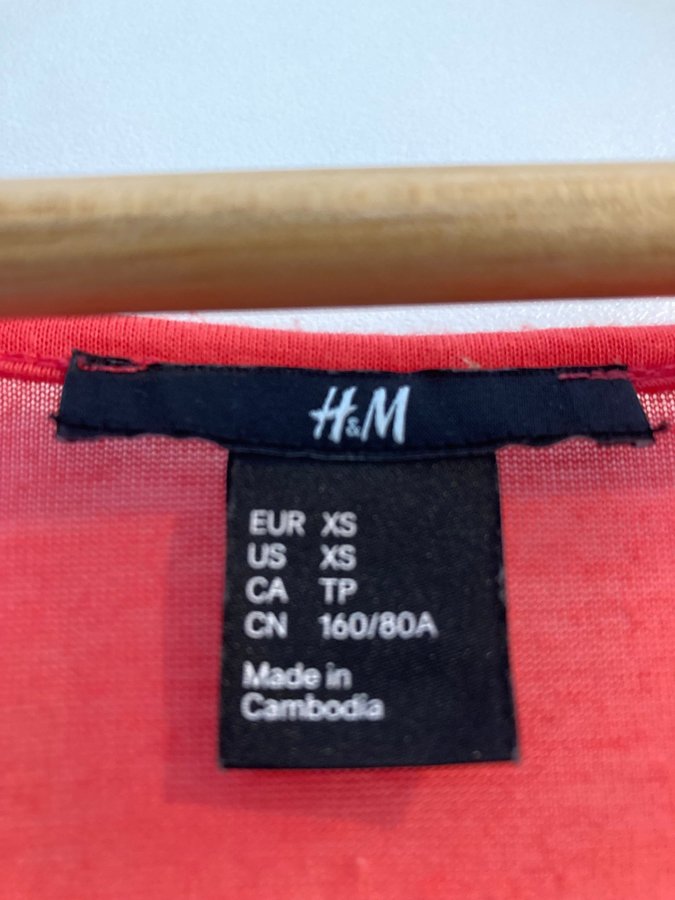 H&M
EUR XS
US XS
CA TP
CN 160/80A
Made in
Cambodia